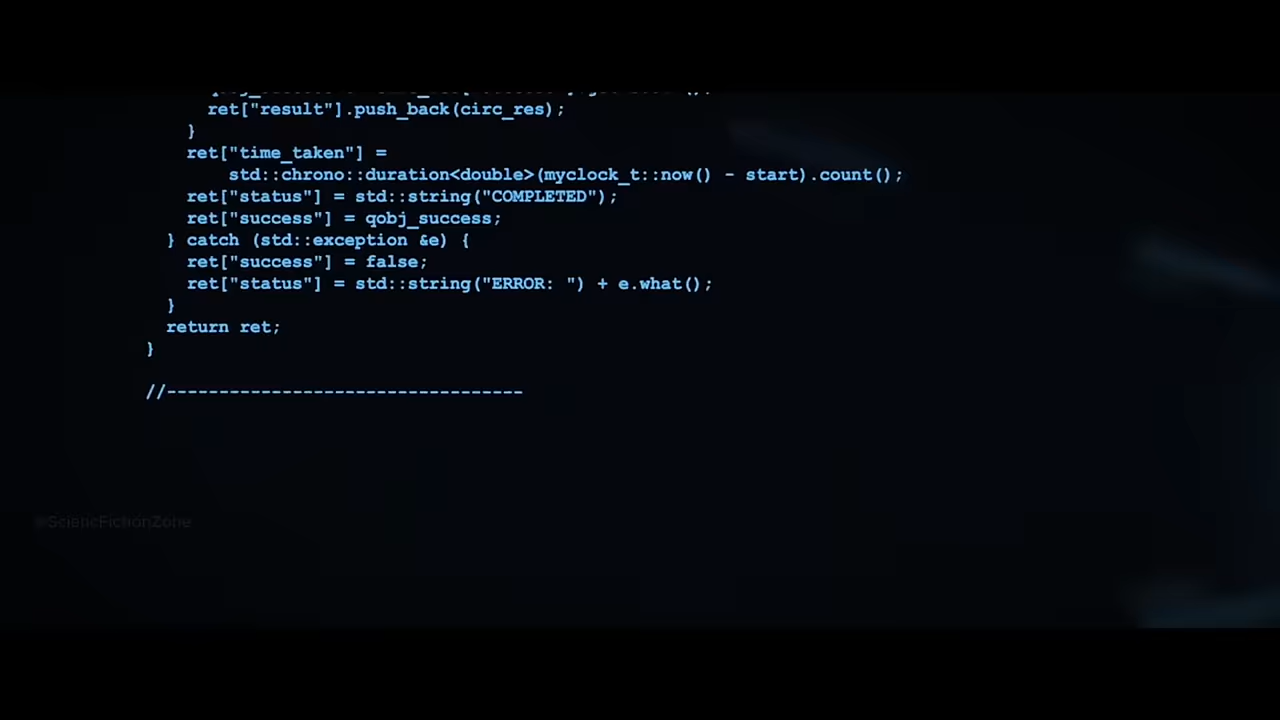 ret["result"].push_back(circ_res);
}
ret["time_taken"] =
std::chrono::duration<double>(myclock_t::now() - start).count();
ret["status"] = std::string("COMPLETED");
ret["success"] = qobj_success;
} catch (std::exception &e) {
ret["success"] = false;
ret["status"] = std::string("ERROR: ") + e.what();
}
return ret;
}
//----------------------------------